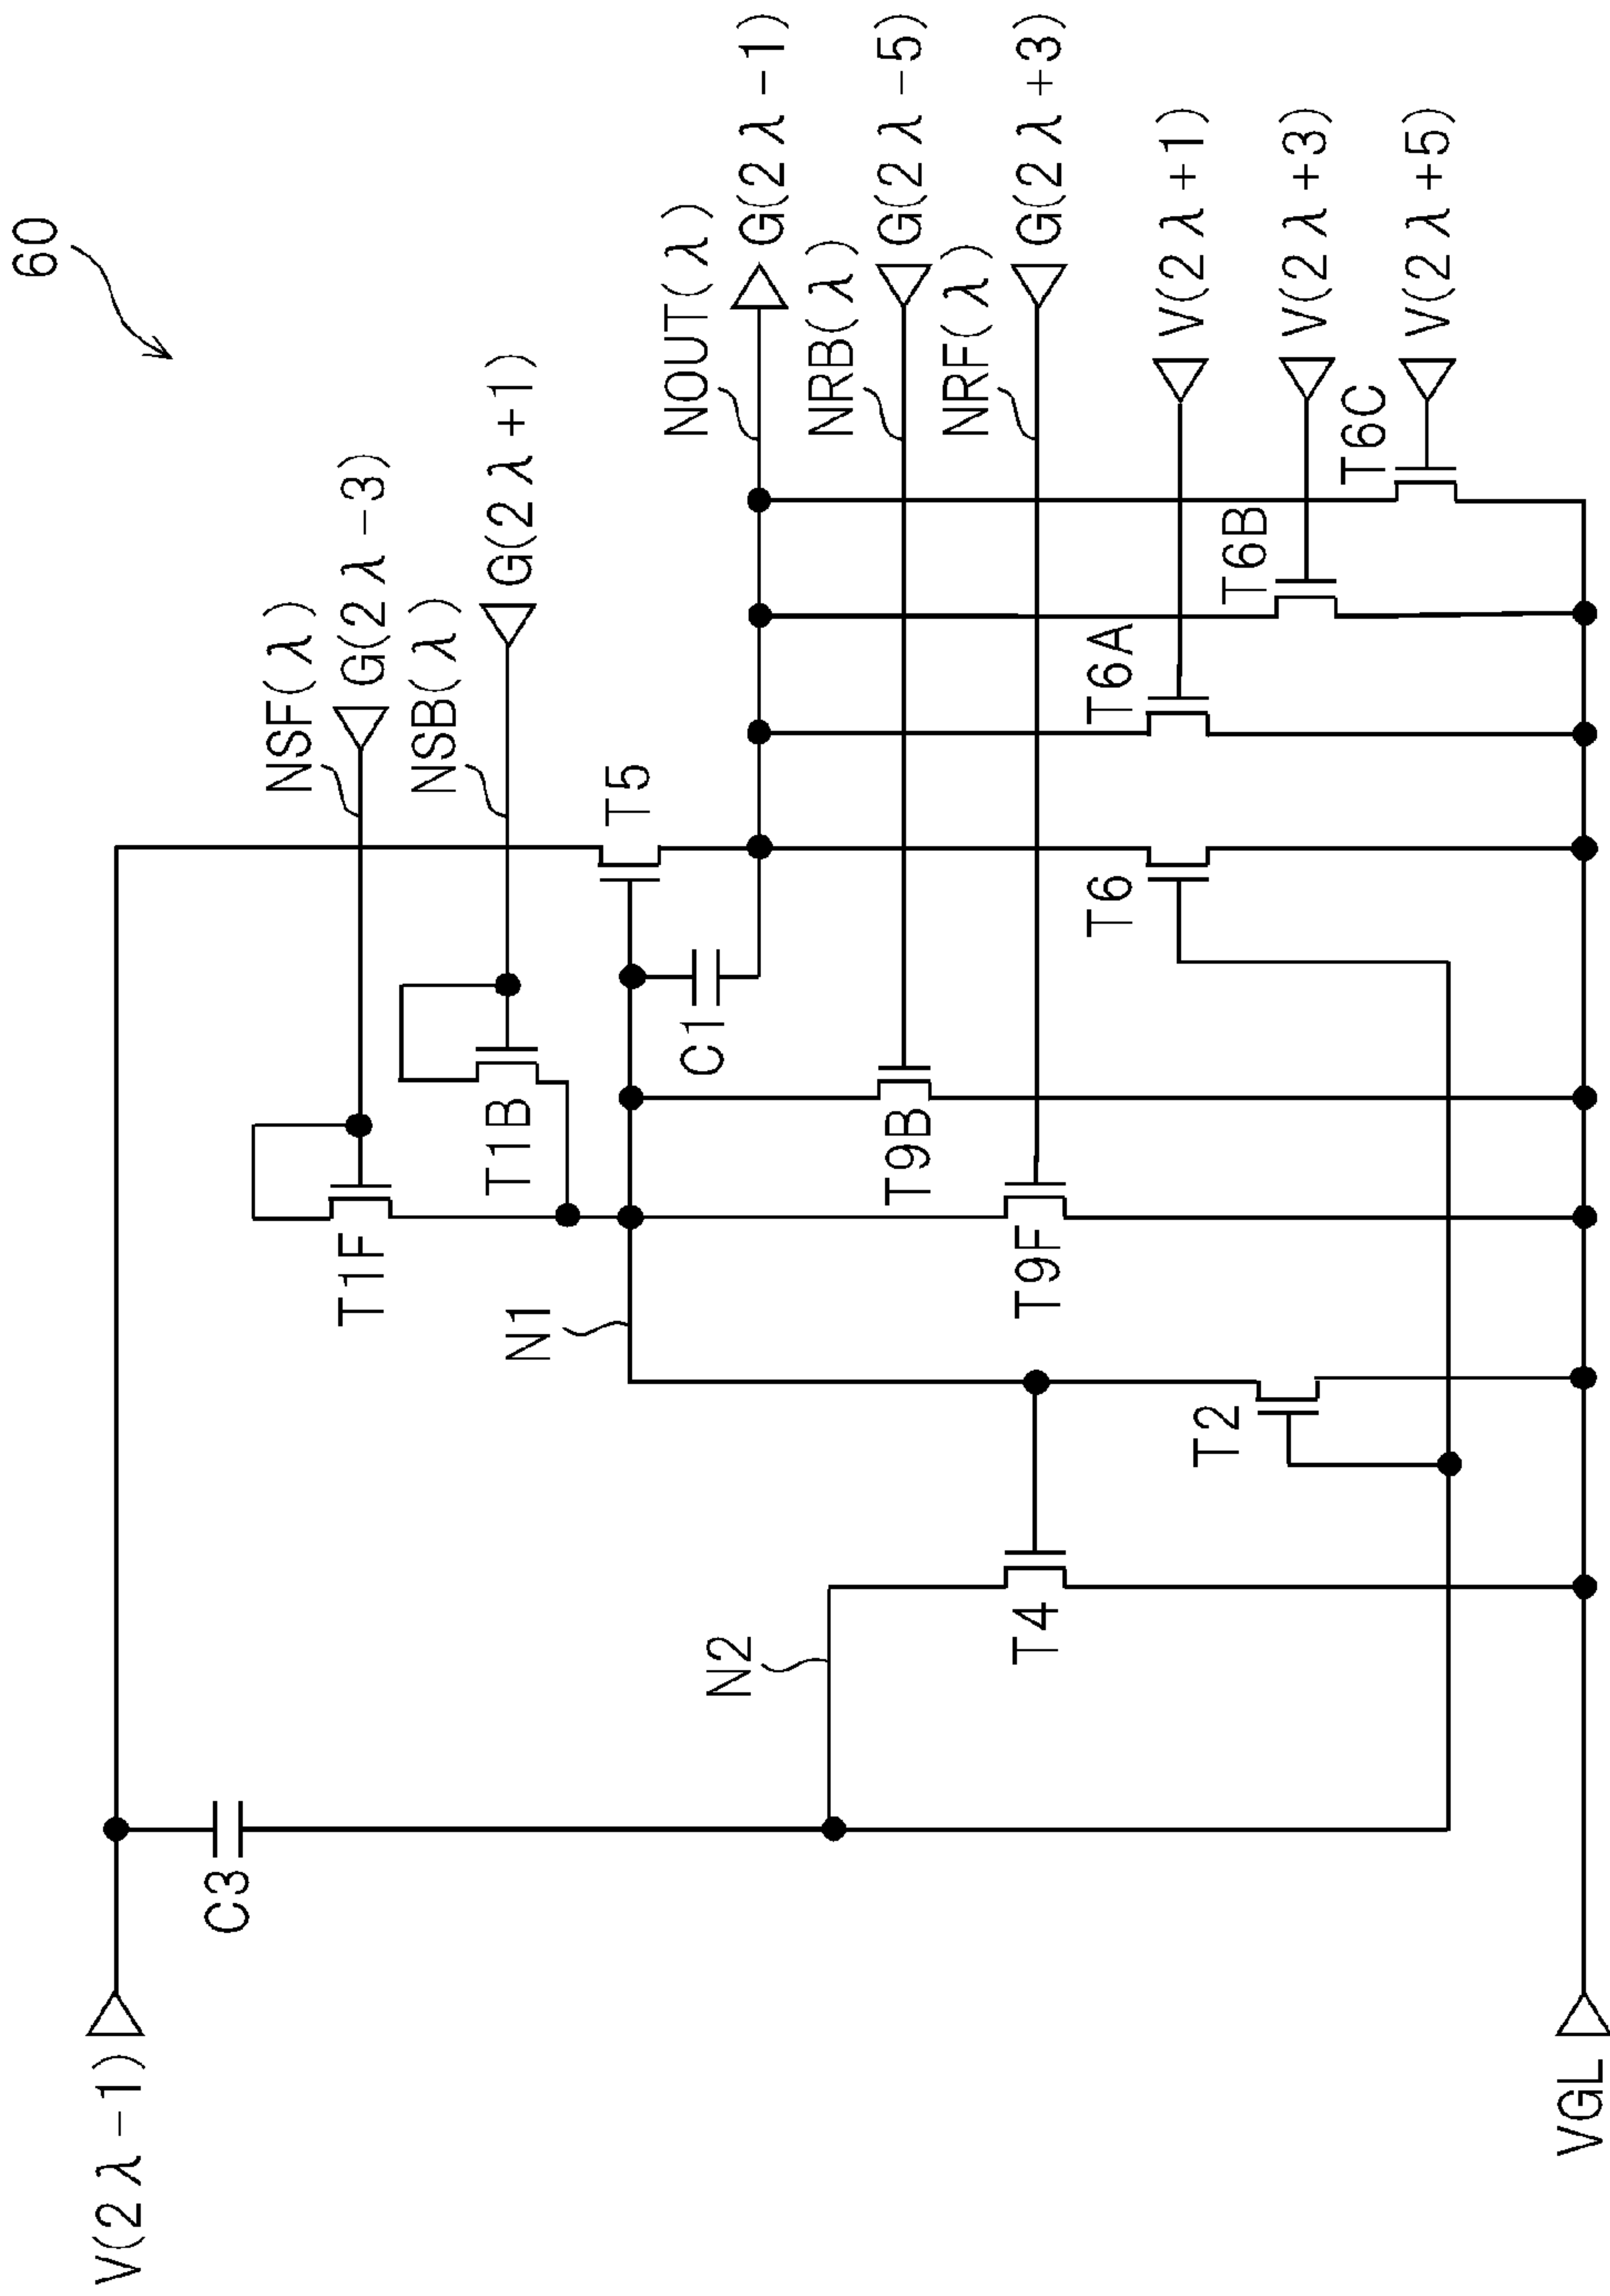 60
V(2λ-1)
C3
NSF(λ)
G(2λ-3)
T1F
NSB(λ)
G(2λ+1)
T1B
N1
T5
C1
NOUT(λ)
G(2λ-1)
N2
NRB(λ)
G(2λ-5)
T9B
NRF(λ)
G(2λ+3)
T9F
T4
T6
T6A
V(2λ+1)
T2
T6B
V(2λ+3)
T6C
V(2λ+5)
VGL